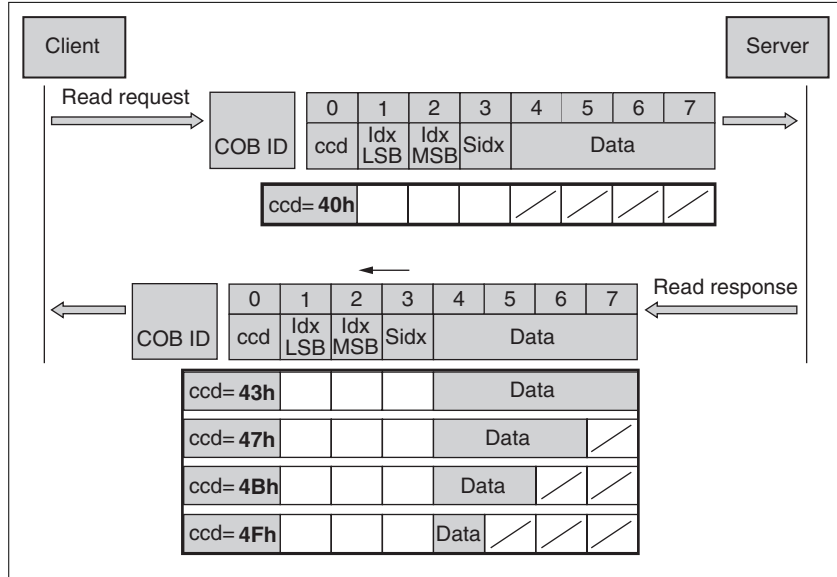 Client
Server
Read request
COB ID
0 1 2 3 4 5 6 7
ccd Idx LSB Idx MSB Sidx Data
ccd= 40h
Read response
COB ID
0 1 2 3 4 5 6 7
ccd Idx LSB Idx MSB Sidx Data
ccd= 43h Data
ccd= 47h Data
ccd= 4Bh Data
ccd= 4Fh Data